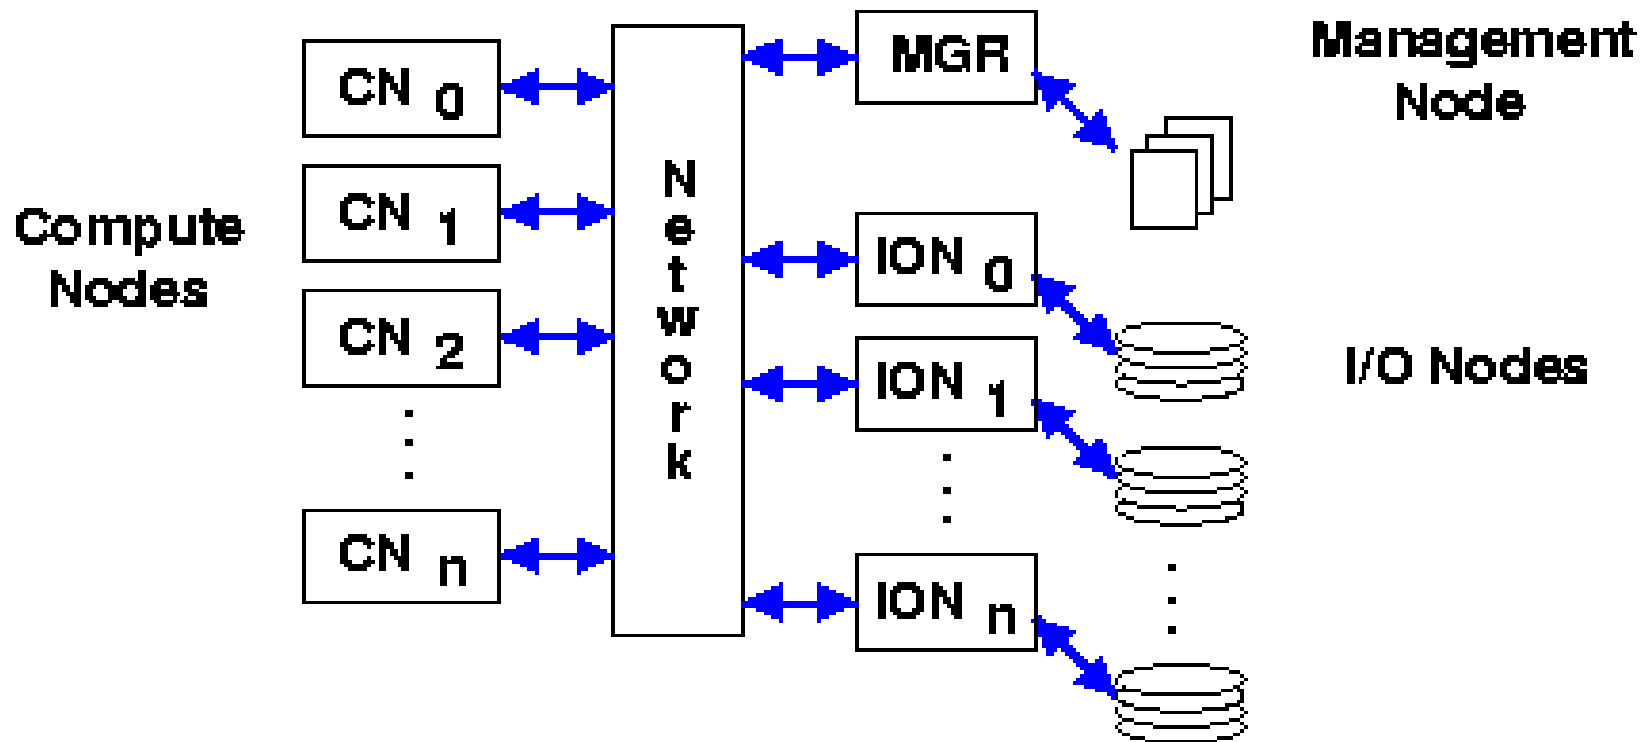 Compute
Nodes
CN 0
CN 1
CN 2
CN n
Network
MGR
ION 0
ION 1
ION n
Management
Node
I/O Nodes